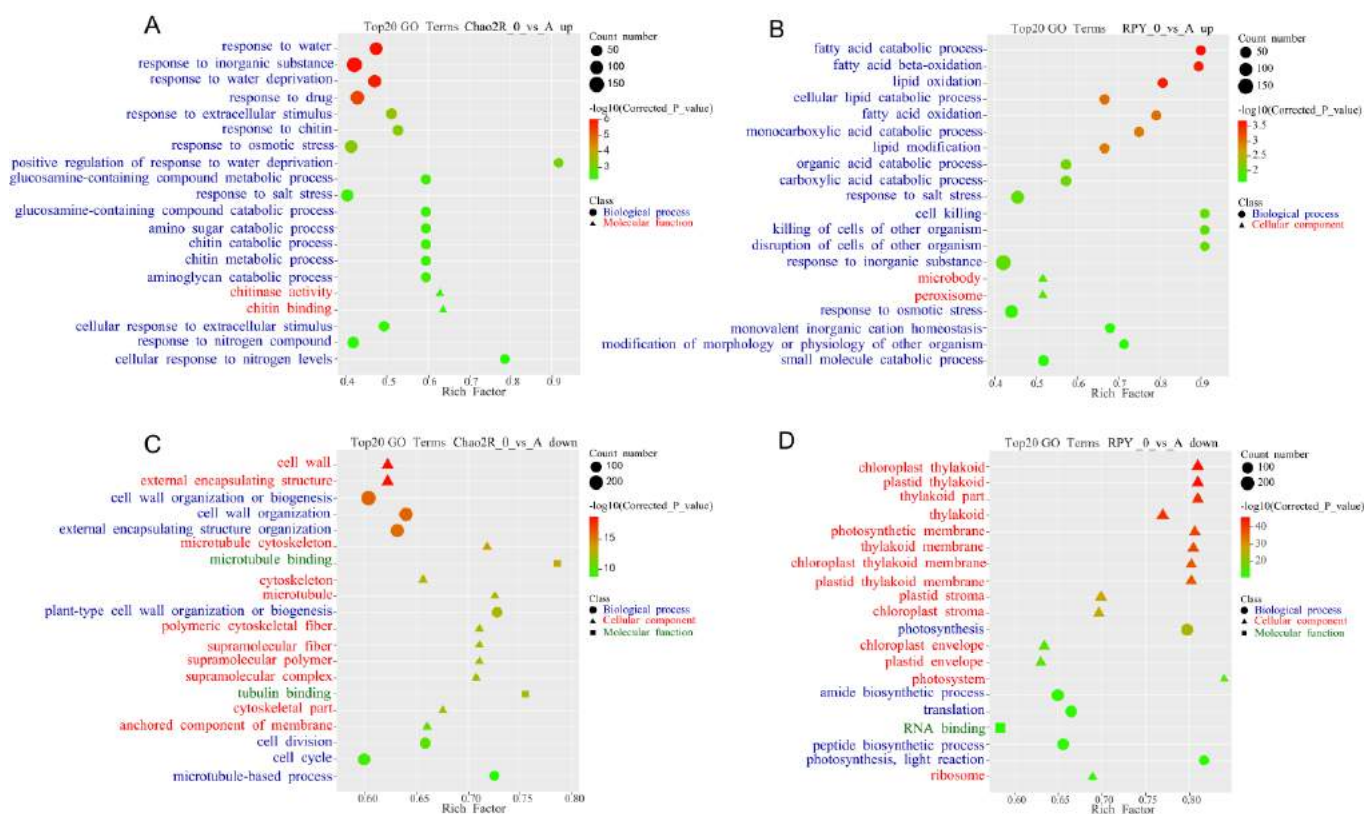 A
Top20 GO Terms Chao2R_0_vs_A up
response to water
response to inorganic substance
response to water deprivation
response to drug
response to extracellular stimulus
response to chitin
response to osmotic stress
positive regulation of response to water deprivation
glucosamine-containing compound metabolic process
response to salt stress
glucosamine-containing compound catabolic process
amino sugar catabolic process
chitin catabolic process
chitin metabolic process
aminoglycan catabolic process
chitinase activity
chitin binding
cellular response to extracellular stimulus
response to nitrogen compound
cellular response to nitrogen levels
0.4 0.5 0.6 0.7 0.8 0.9
Rich Factor
Count number
50
100
150
-log10(Corrected_P_value)
6
5
4
3
Class
Biological process
Molecular function
B
Top20 GO Terms RPY_0_vs_A up
fatty acid catabolic process
fatty acid beta-oxidation
lipid oxidation
cellular lipid catabolic process
fatty acid oxidation
monocarboxylic acid catabolic process
lipid modification
organic acid catabolic process
carboxylic acid catabolic process
response to salt stress
cell killing
killing of cells of other organism
disruption of cells of other organism
response to inorganic substance
microbody
peroxisome
response to osmotic stress
monovalent inorganic cation homeostasis
modification of morphology or physiology of other organism
small molecule catabolic process
0.4 0.5 0.6 0.7 0.8 0.9
Rich Factor
Count number
50
100
150
-log10(Corrected_P_value)
3.5
3
2.5
2
Class
Biological process
Cellular component
C
Top20 GO Terms Chao2R_0_vs_A down
cell wall
external encapsulating structure
cell wall organization or biogenesis
cell wall organization
external encapsulating structure organization
microtubule cytoskeleton
microtubule binding
cytoskeleton
microtubule
plant-type cell wall organization or biogenesis
polymeric cytoskeletal fiber
supramolecular fiber
supramolecular polymer
supramolecular complex
tubulin binding
cytoskeletal part
anchored component of membrane
cell division
cell cycle
microtubule-based process
0.60 0.65 0.70 0.75 0.80
Rich Factor
Count number
100
200
-log10(Corrected_P_value)
15
10
Class
Biological process
Cellular component
Molecular function
D
Top20 GO Terms RPY_0_vs_A down
chloroplast thylakoid
plastid thylakoid
thylakoid part
thylakoid
photosynthetic membrane
thylakoid membrane
chloroplast thylakoid membrane
plastid thylakoid membrane
plastid stroma
chloroplast stroma
photosynthesis
chloroplast envelope
plastid envelope
photosystem
amide biosynthetic process
translation
RNA binding
peptide biosynthetic process
photosynthesis, light reaction
ribosome
0.60 0.65 0.70 0.80
Rich Factor
Count number
100
200
-log10(Corrected_P_value)
40
30
20
Class
Biological process
Cellular component
Molecular function